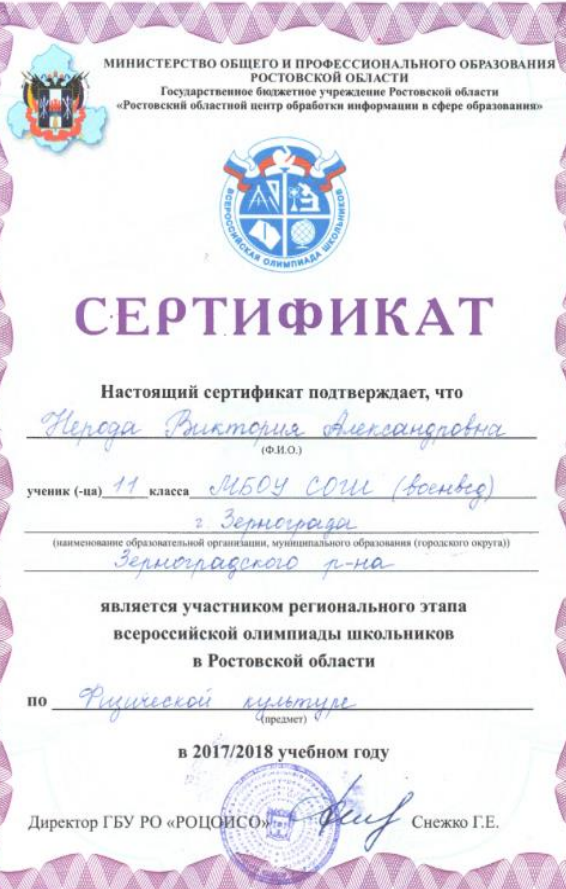 МИНИСТЕРСТВО ОБЩЕГО И ПРОФЕССИОНАЛЬНОГО ОБРАЗОВАНИЯ
РОСТОВСКОЙ ОБЛАСТИ
Государственное бюджетное учреждение Ростовской области
«Ростовский областной центр обработки информации в сфере образования»
ВСЕРОССИЙСКАЯ ОЛИМПИАДА ШКОЛЬНИКОВ
СЕРТИФИКАТ
Настоящий сертификат подтверждает, что
Нерода Виктория Александровна
(Ф.И.О.)
ученик (-ца) 11 класса МБОУ СОШ (военвед)
г. Зернограда
(наименование образовательной организации, муниципального образования (городского округа))
Зерноградского р-на
является участником регионального этапа
всероссийской олимпиады школьников
в Ростовской области
по Физической культуре
(предмет)
в 2017/2018 учебном году
Директор ГБУ РО «РОЦОИСО» Снежко Г.Е.